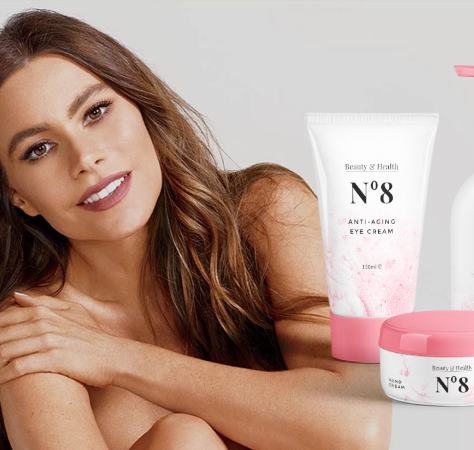 Beauty & Health
Nº8
ANTI-AGING
EYE CREAM
150ml ℮
Beauty & Health
Nº8
HAND
CREAM